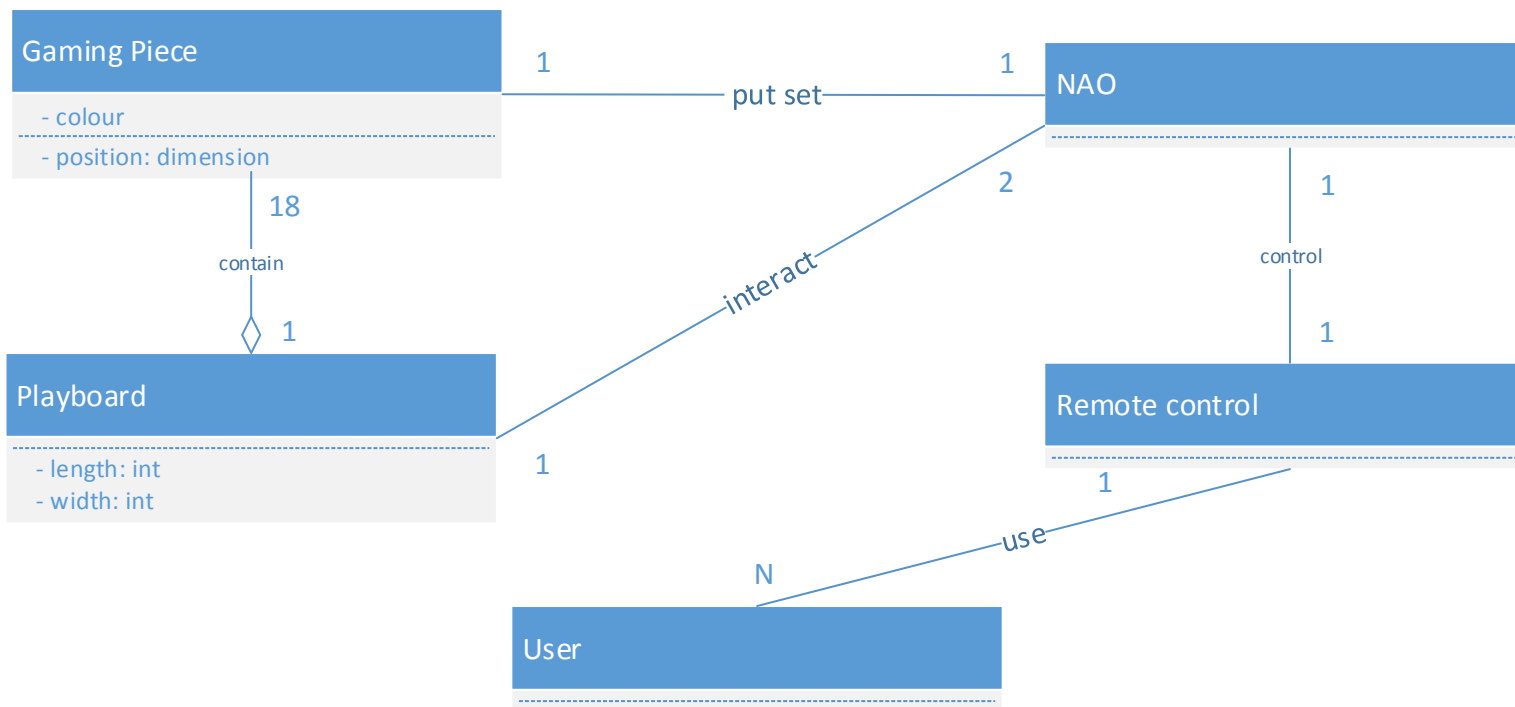 Gaming Piece
- colour
- position: dimension
1
put set
1
NAO
18
contain
1
2
interact
1
1
control
1
Playboard
- length: int
- width: int
Remote control
1
use
N
User